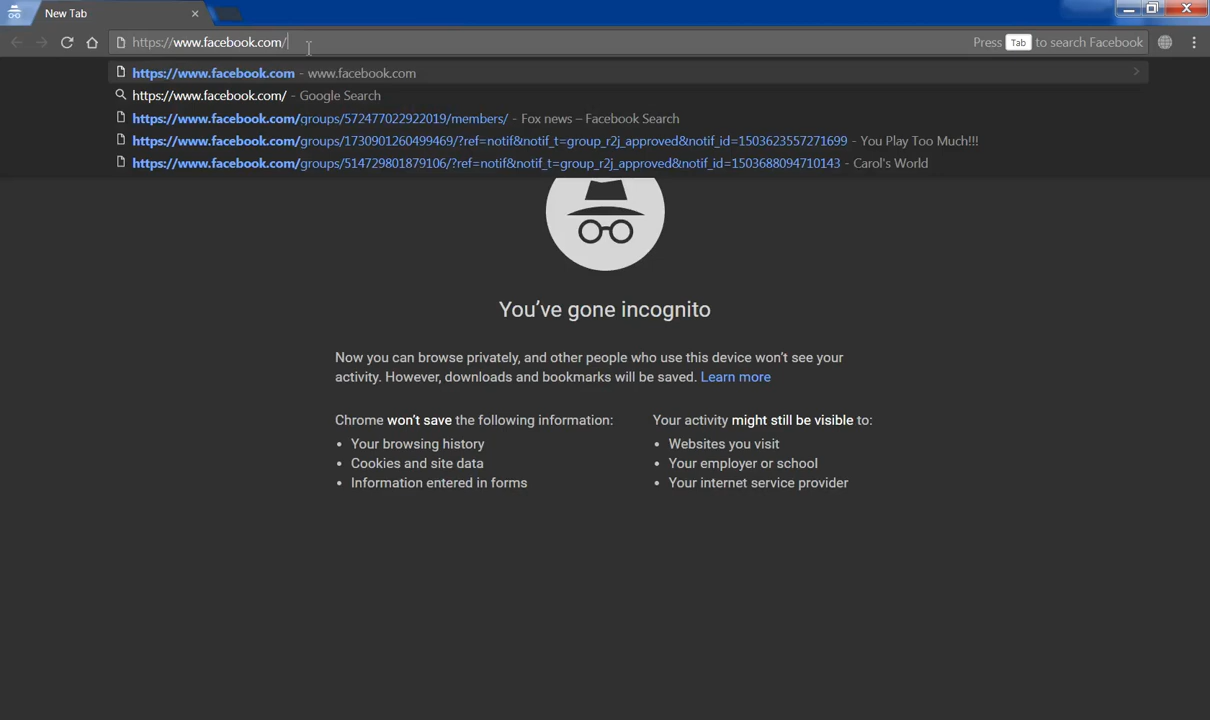 New Tab
https://www.facebook.com/ Press Tab to search Facebook
https://www.facebook.com - www.facebook.com
https://www.facebook.com/ - Google Search
https://www.facebook.com/groups/572477022922019/members/ - Fox news – Facebook Search
https://www.facebook.com/groups/1730901260499469/?ref=notif&notif_t=group_r2j_approved&notif_id=1503623557271699 - You Play Too Much!!!
https://www.facebook.com/groups/514729801879106/?ref=notif&notif_t=group_r2j_approved&notif_id=1503688094710143 - Carol's World
You've gone incognito
Now you can browse privately, and other people who use this device won't see your
activity. However, downloads and bookmarks will be saved. Learn more
Chrome won't save the following information:
• Your browsing history
• Cookies and site data
• Information entered in forms
Your activity might still be visible to:
• Websites you visit
• Your employer or school
• Your internet service provider